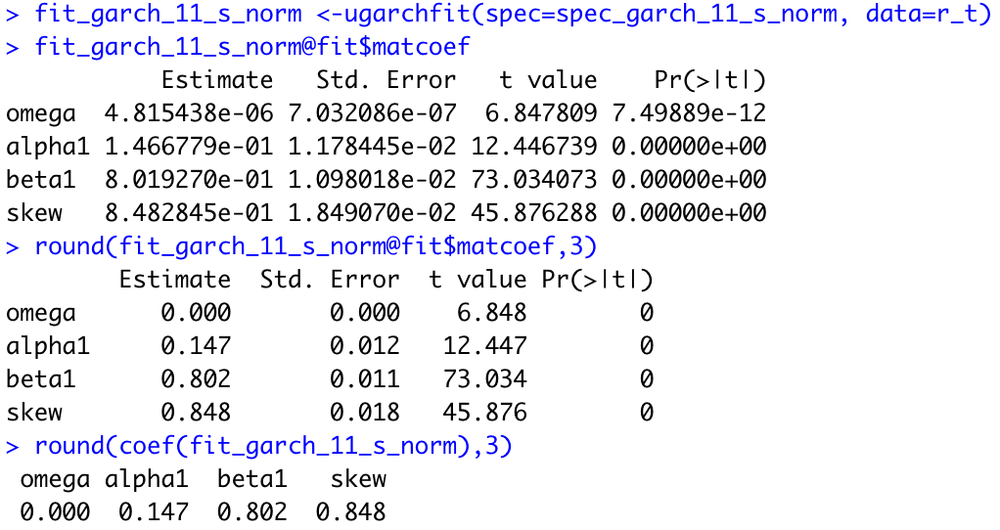 > fit_garch_11_s_norm <-ugarchfit(spec=spec_garch_11_s_norm, data=r_t)
> fit_garch_11_s_norm@fit$matcoef
           Estimate   Std. Error   t value    Pr(>|t|)
omega  4.815438e-06 7.032086e-07  6.847809 7.49889e-12
alpha1 1.466779e-01 1.178445e-02 12.446739 0.00000e+00
beta1  8.019270e-01 1.098018e-02 73.034073 0.00000e+00
skew   8.482845e-01 1.849070e-02 45.876288 0.00000e+00
> round(fit_garch_11_s_norm@fit$matcoef,3)
        Estimate  Std. Error  t value Pr(>|t|)
omega      0.000       0.000    6.848        0
alpha1     0.147       0.012   12.447        0
beta1      0.802       0.011   73.034        0
skew       0.848       0.018   45.876        0
> round(coef(fit_garch_11_s_norm),3)
 omega alpha1  beta1   skew
 0.000  0.147  0.802  0.848